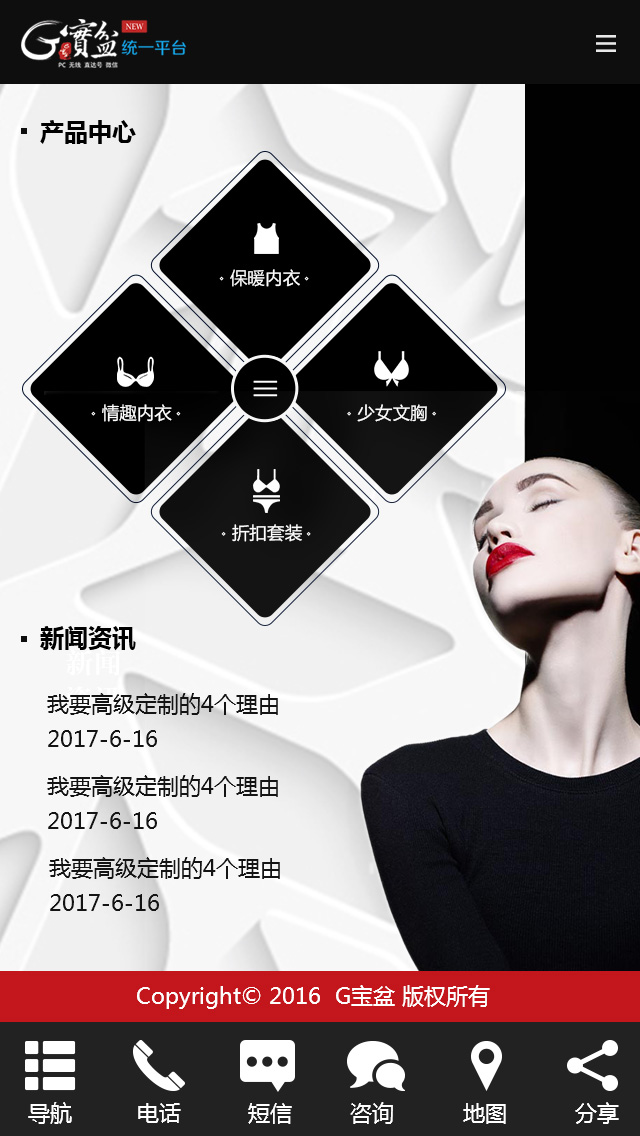 G宝盆
NEW
统一平台
PC 无线 直达号 微信
产品中心
保暖内衣
情趣内衣
少女文胸
折扣套装
新闻资讯
我要高级定制的4个理由
2017-6-16
我要高级定制的4个理由
2017-6-16
我要高级定制的4个理由
2017-6-16
Copyright© 2016 G宝盆 版权所有
导航
电话
短信
咨询
地图
分享